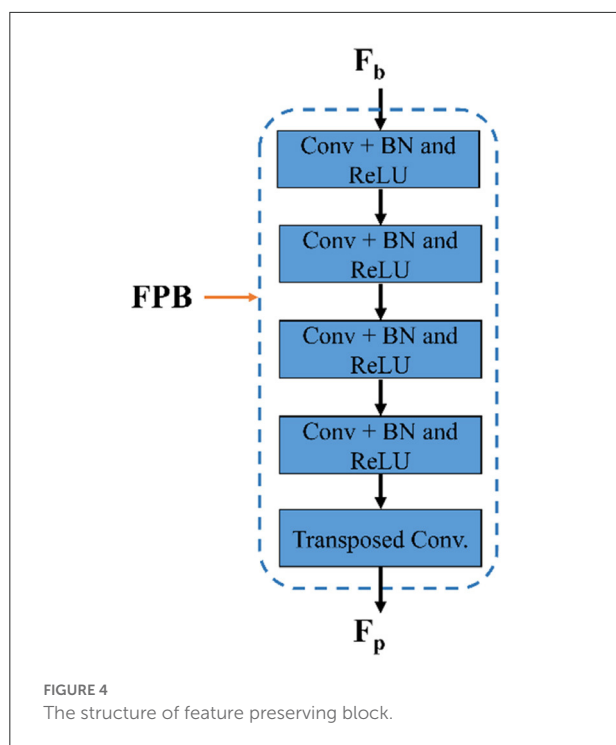 F_b
Conv + BN and
ReLU
Conv + BN and
ReLU
FPB
Conv + BN and
ReLU
Conv + BN and
ReLU
Transposed Conv.
F_p
FIGURE 4
The structure of feature preserving block.